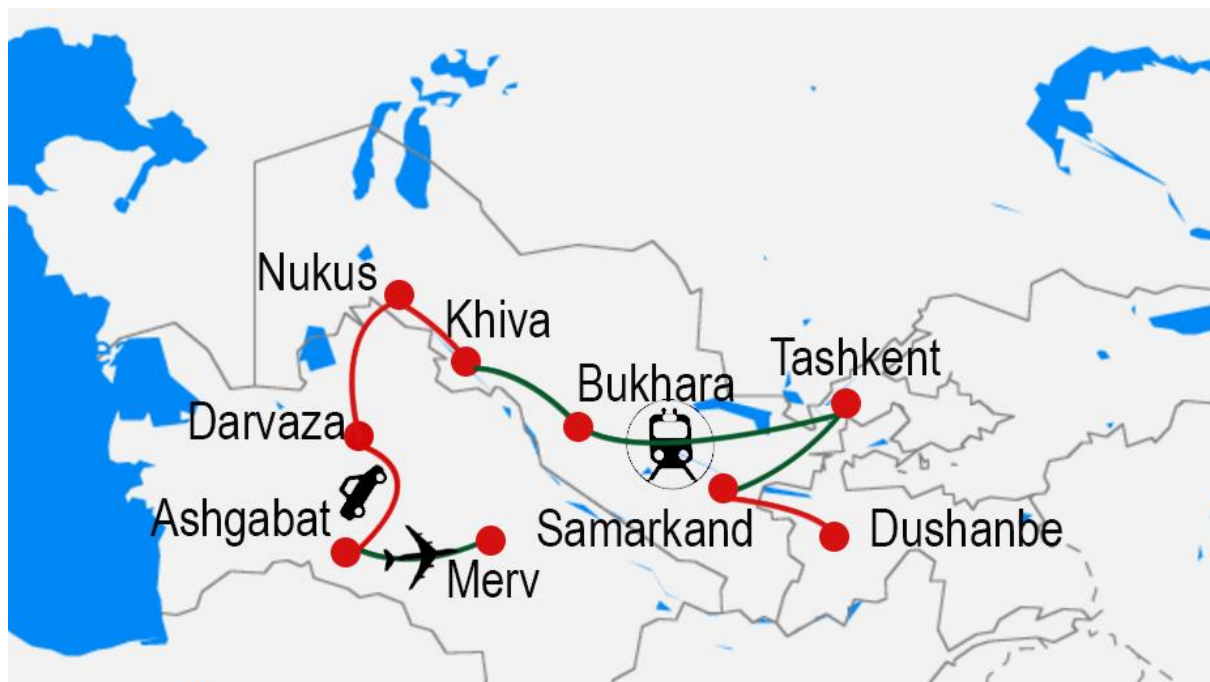 Nukus
Khiva
Tashkent
Bukhara
Darvaza
Ashgabat
Samarkand
Dushanbe
Merv